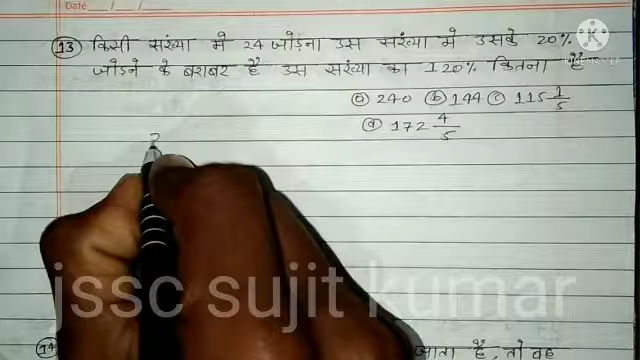 Date
(13) किसी संख्या मे 24 जोड़ना उस संख्या मे उसके 20%
जोड़ने के बराबर है उस संख्या का 120% कितना है
(a) 240 (b) 144 (c) 115 1/5
(d) 172 4/5
jssc sujit kumar
(14) जाता है, तो वह